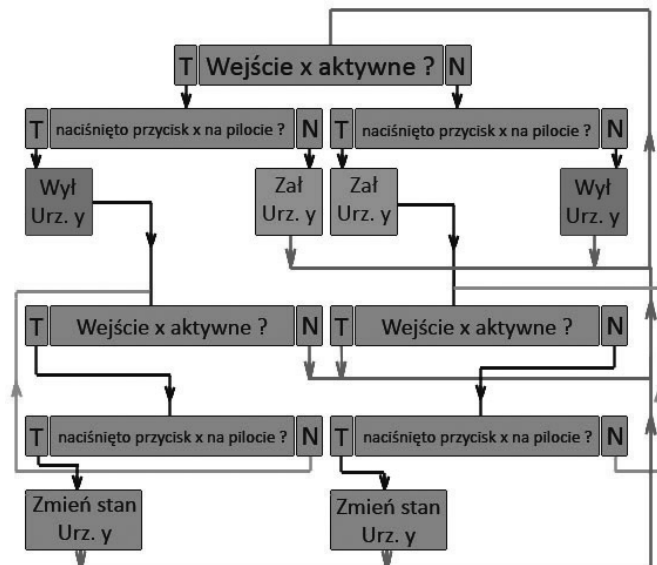 T Wejście x aktywne ? N
T naciśnięto przycisk x na pilocie ? N T naciśnięto przycisk x na pilocie ? N
Wył Zał Zał Wył
Urz. y Urz. y Urz. y Urz. y
T Wejście x aktywne ? N T Wejście x aktywne ? N
T naciśnięto przycisk x na pilocie ? N T naciśnięto przycisk x na pilocie ? N
Zmień stan Zmień stan
Urz. y Urz. y